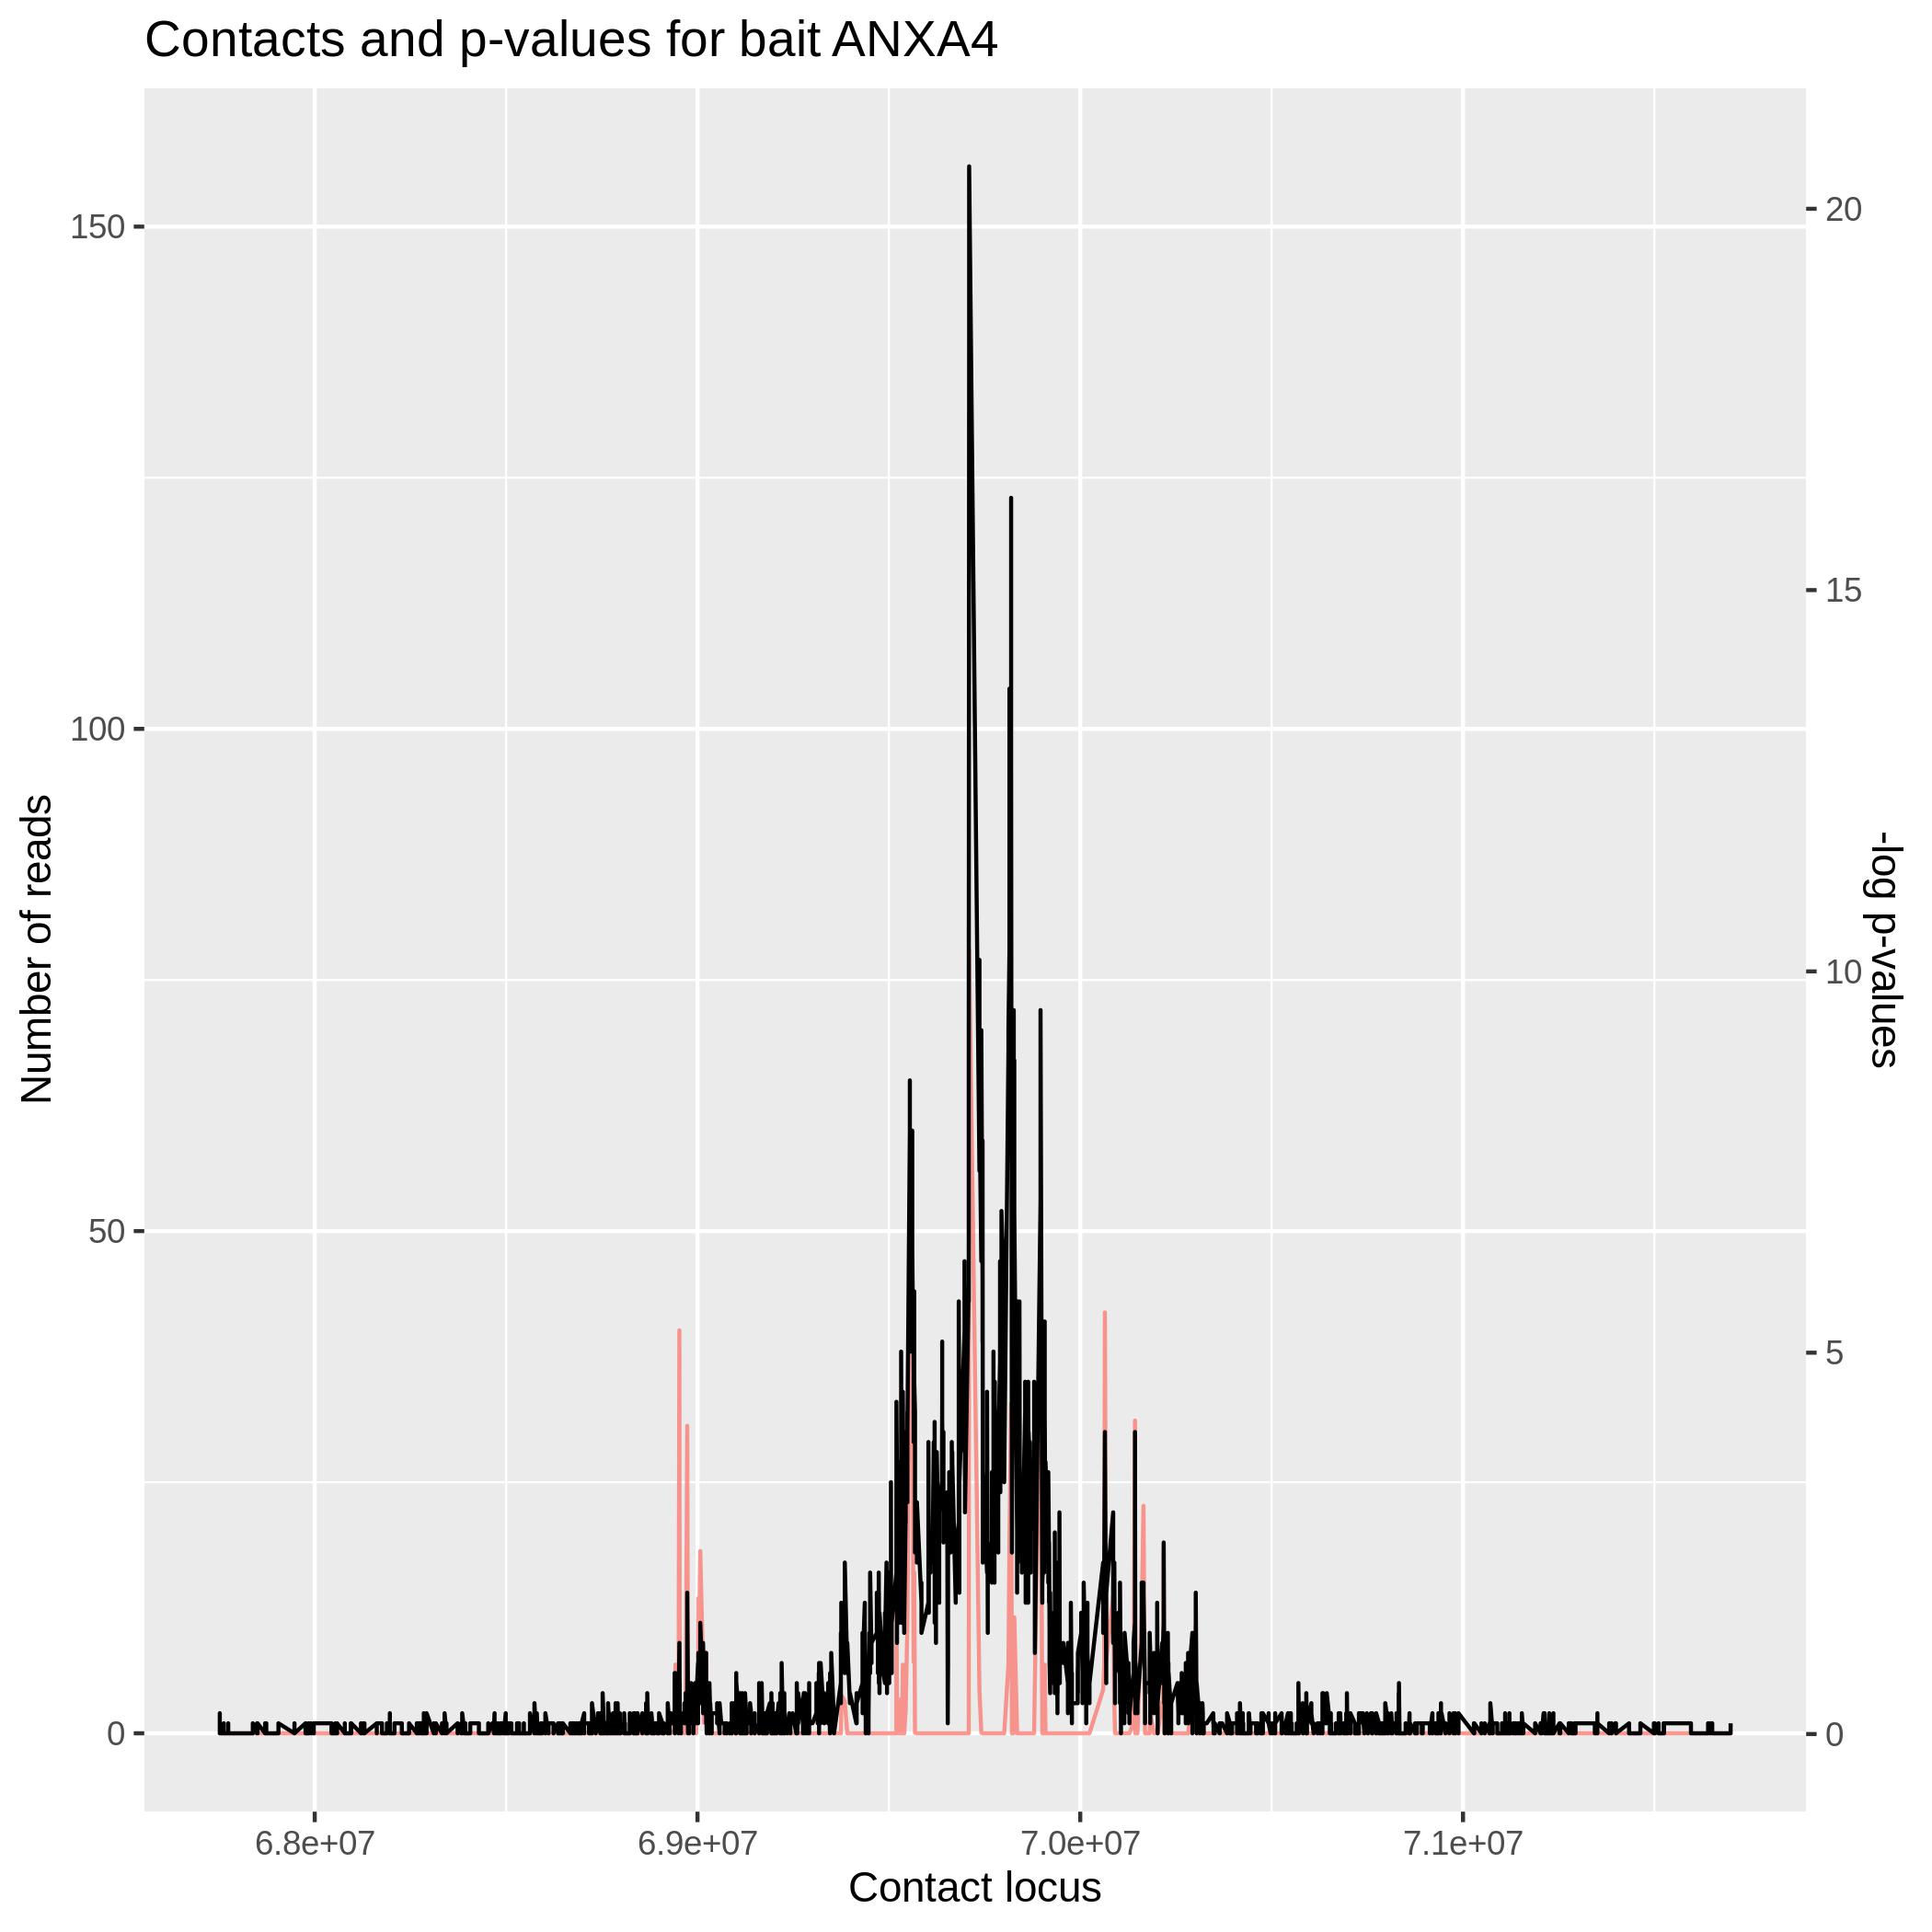 Contacts and p-values for bait ANXA4
150
100
50
0
Number of reads
20
15
10
5
0
-log p-values
6.8e+07 6.9e+07 7.0e+07 7.1e+07
Contact locus